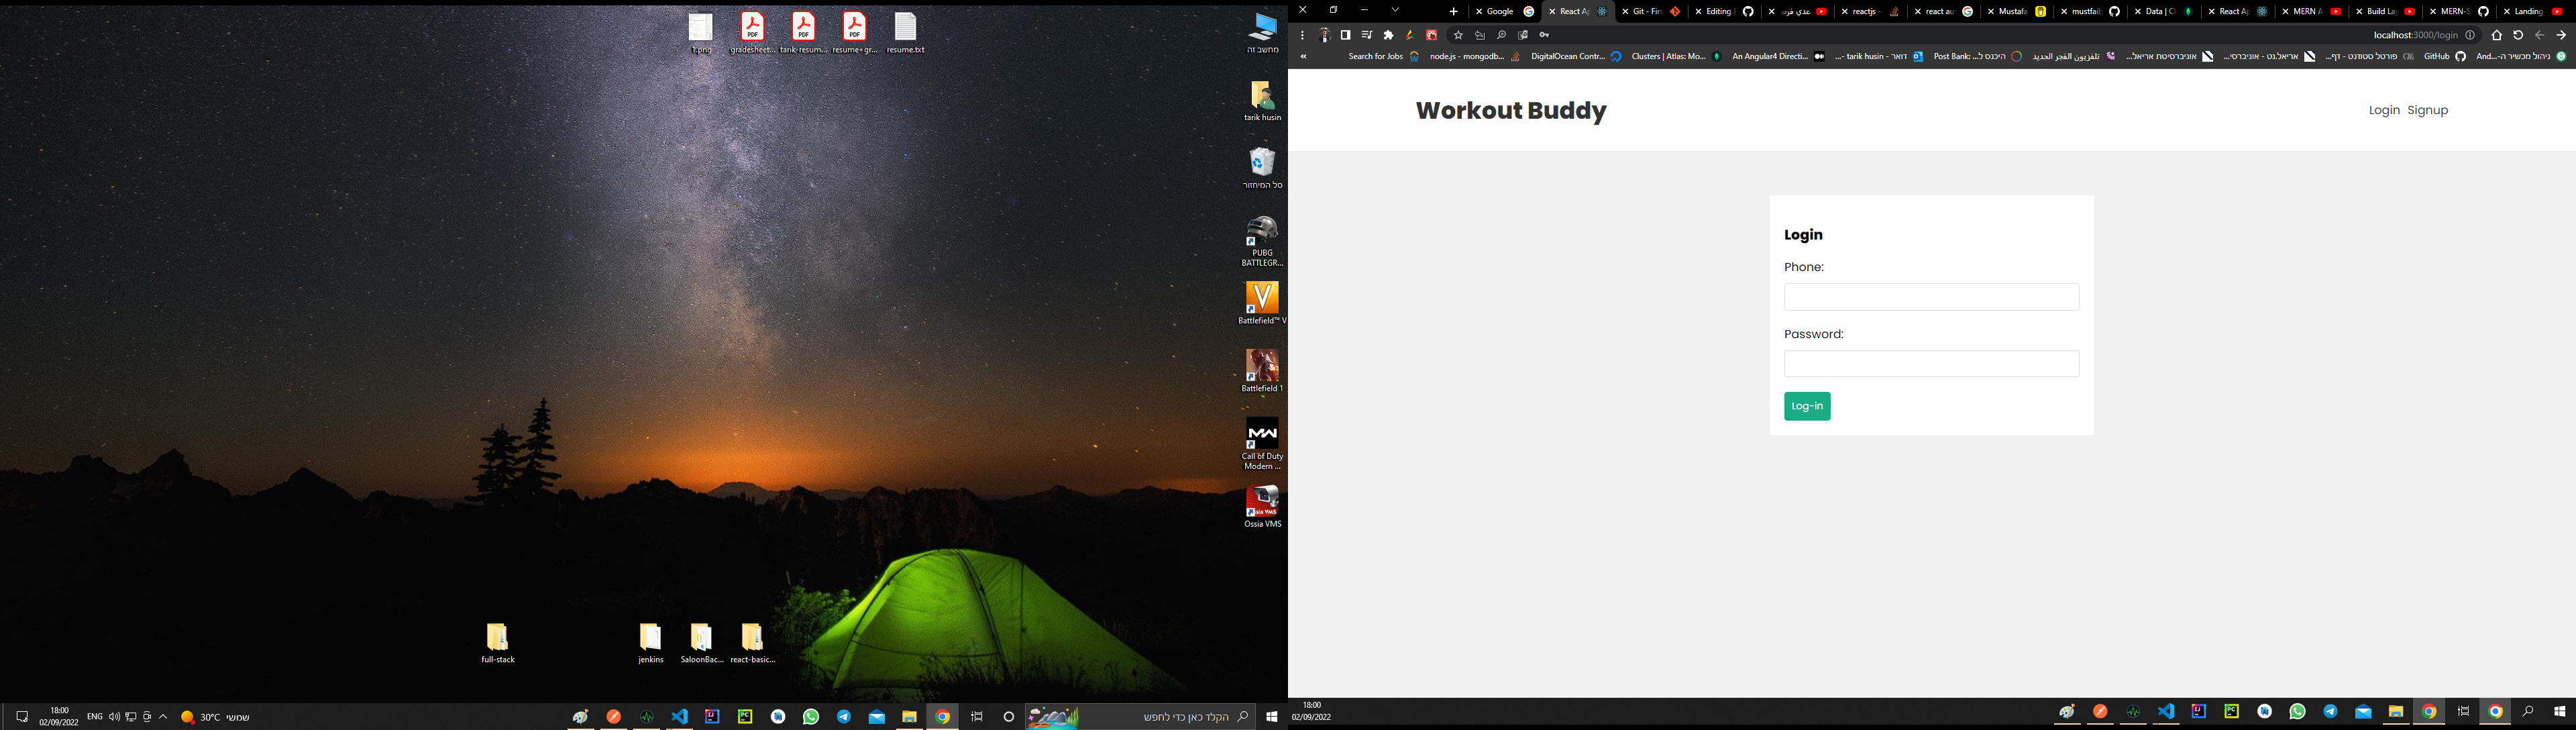 1.png
gradesheet...
tarik-resum...
resume+gr...
resume.txt
מחשב זה
tarik husin
סל המיחזור
PUBG
BATTLEGR...
Battlefield™ V
Battlefield 1
Call of Duty
Modern ...
Ossia VMS
full-stack
jenkins
SaloonBac...
react-basic...
18:00
02/09/2022
ENG
30°C שמשי
הקלד כאן כדי לחפש
Google
React Ap
Git - Firs
Editing
reactjs -
react au
Mustafa
mustfaib
Data | Cl
React Ap
MERN A
Build La
MERN-S
Landing
localhost:3000/login
Search for Jobs
node.js - mongodb...
DigitalOcean Contr...
Clusters | Atlas: Mo...
An Angular4 Directi...
דואר - tarik husin -...
Post Bank: היכנס ל...
تلفزيون الفجر الجديد
אוניברסיטת אריאל...
אריאל.נט - אוניברסי...
פורטל סטודנט - דף...
GitHub
ניהול מכשיר ה-And...
Workout Buddy
Login Signup
Login
Phone:
Password:
Log-in
18:00
02/09/2022